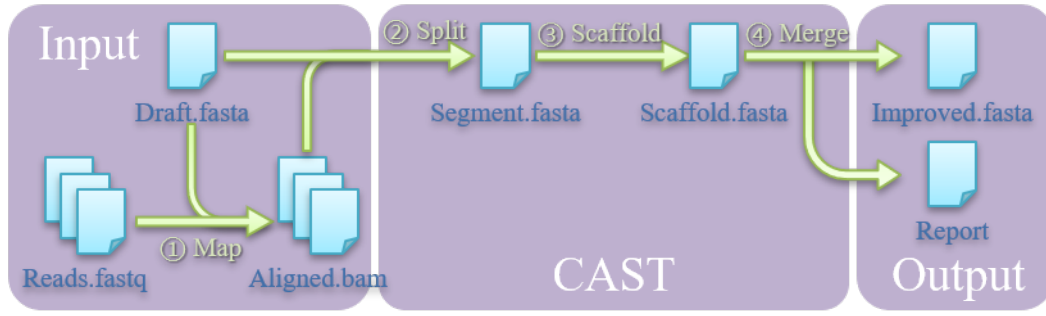 Input
② Split
③ Scaffold
④ Merge
Draft.fasta
Segment.fasta
Scaffold.fasta
Improved.fasta
① Map
Reads.fastq
Aligned.bam
CAST
Report
Output